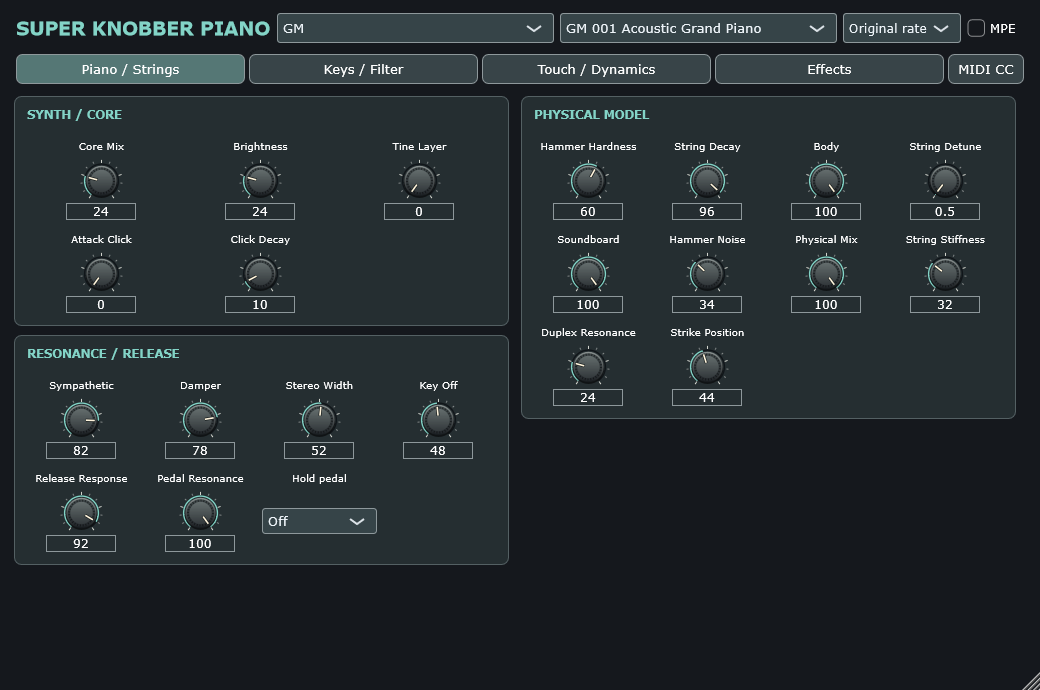 SUPER KNOBBER PIANO GM GM 001 Acoustic Grand Piano Original rate MPE
Piano / Strings Keys / Filter Touch / Dynamics Effects MIDI CC
SYNTH / CORE
Core Mix Brightness Tine Layer
24 24 0
Attack Click Click Decay
0 10
RESONANCE / RELEASE
Sympathetic Damper Stereo Width Key Off
82 78 52 48
Release Response Pedal Resonance Hold pedal
Off
92 100
PHYSICAL MODEL
Hammer Hardness String Decay Body String Detune
60 96 100 0.5
Soundboard Hammer Noise Physical Mix String Stiffness
100 34 100 32
Duplex Resonance Strike Position
24 44